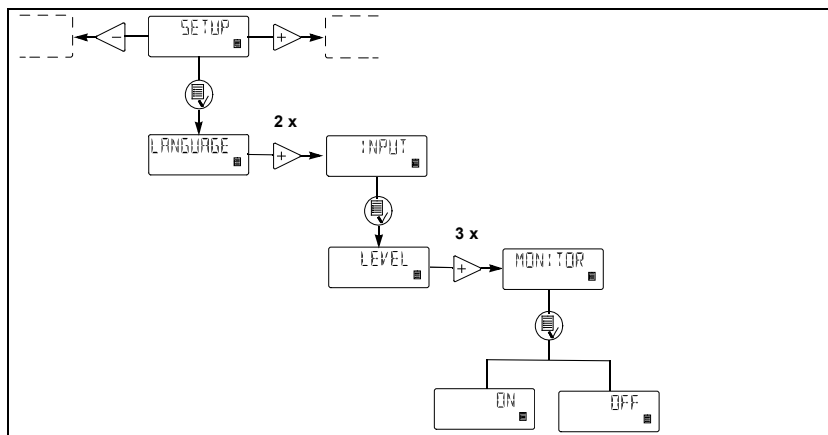 SETUP
2 x
LANGUAGE
INPUT
3 x
LEVEL
MONITOR
ON
OFF